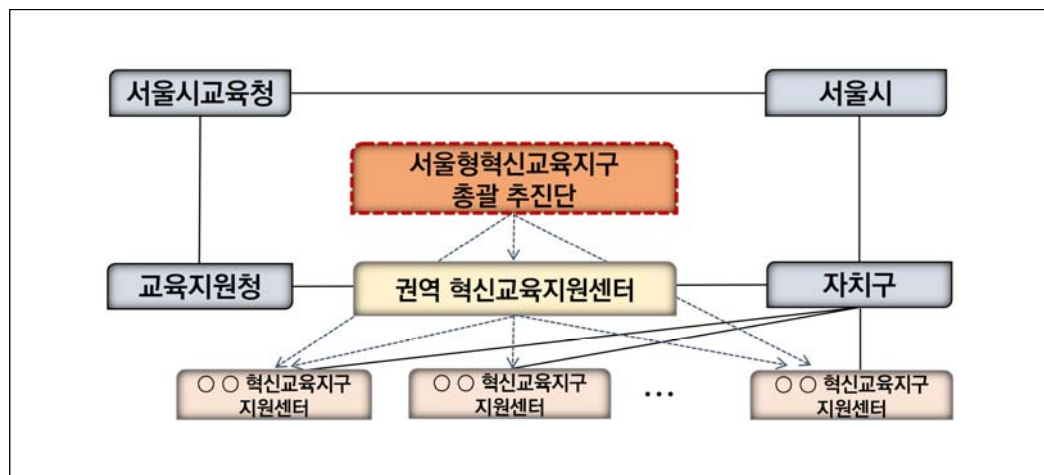 서울시교육청
서울시
서울형혁신교육지구
총괄 추진단
교육지원청
권역 혁신교육지원센터
자치구
○ ○ 혁신교육지구
지원센터
○ ○ 혁신교육지구
지원센터
...
○ ○ 혁신교육지구
지원센터